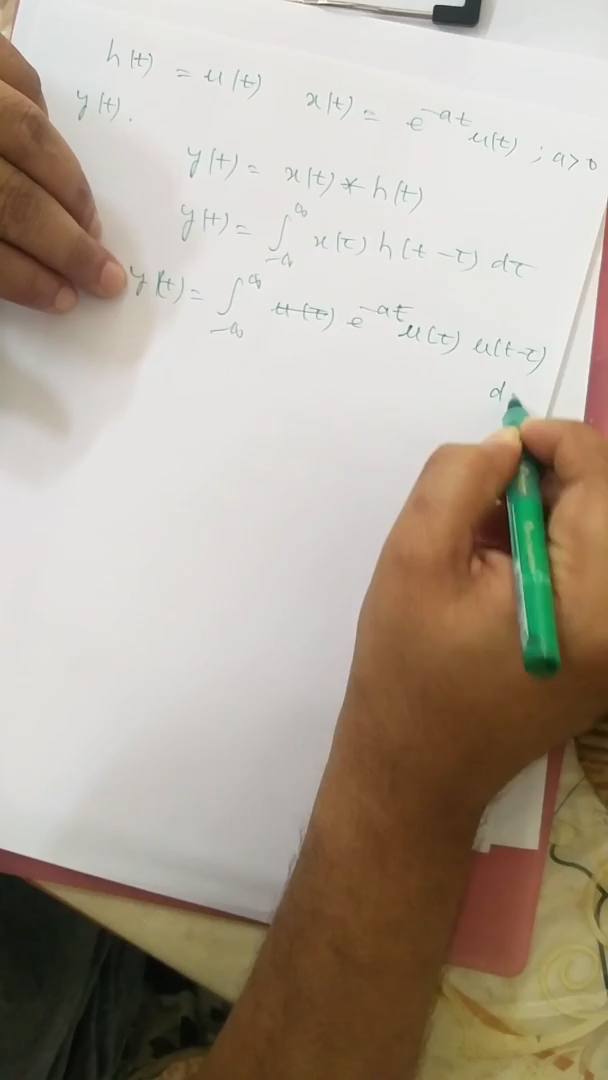 h(t) = u(t) x(t) = e^{-at} u(t) ; a>0
y(t).
y(t) = x(t) * h(t)
y(t) = ∫_{-∞}^{∞} x(τ) h(t-τ) dτ
y(t) = ∫_{-∞}^{∞} ~~u(τ)~~ e^{-aτ} u(τ) u(t-τ)
d